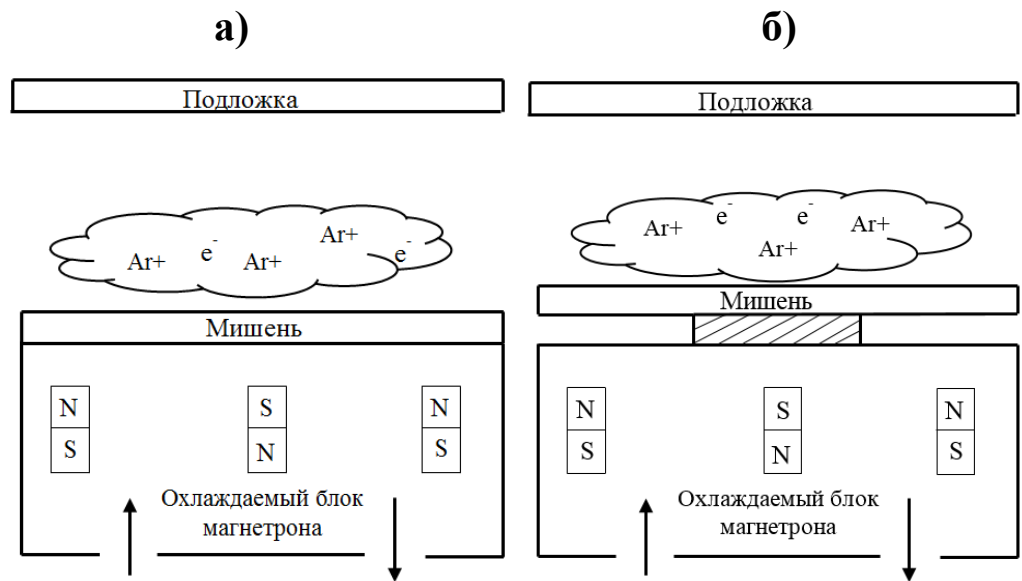 а)
Подложка
Ar+ e- Ar+ Ar+ e-
Мишень
N S N
S N S
Охлаждаемый блок
магнетрона
б)
Подложка
Ar+ e- Ar+ e- Ar+
Мишень
N S N
S N S
Охлаждаемый блок
магнетрона